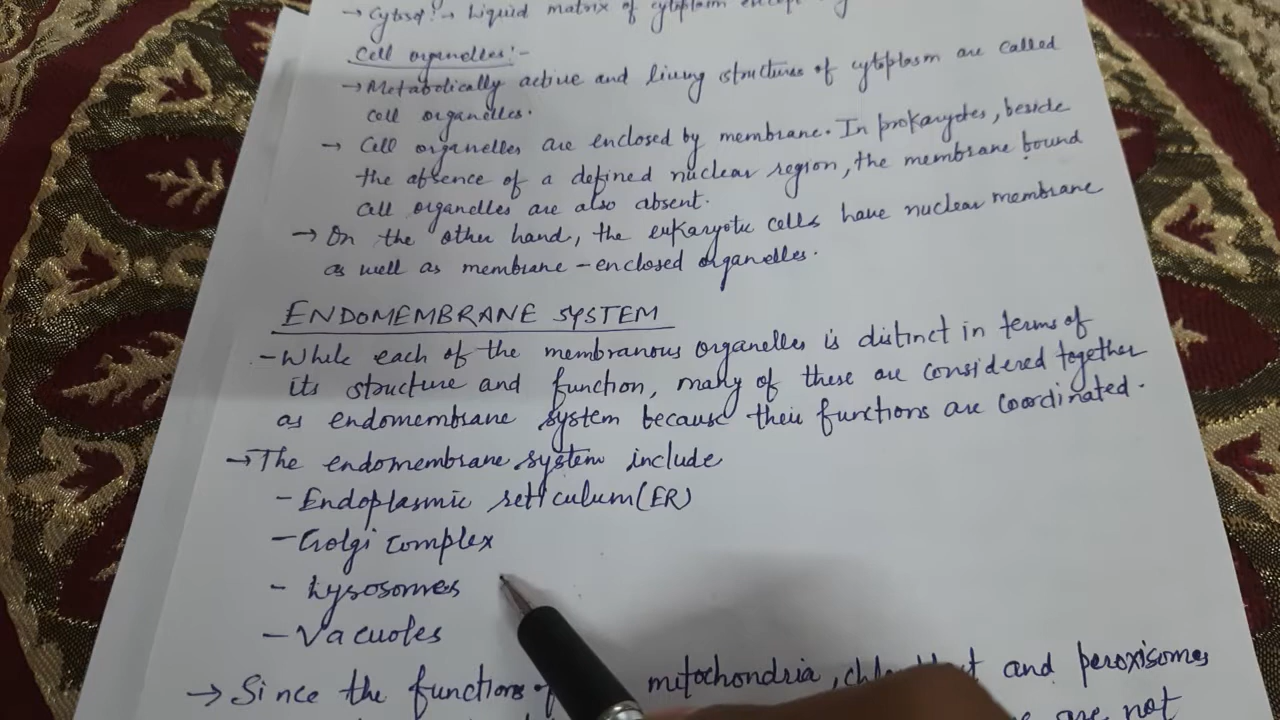 → Cytosol :→ Liquid matrix of cytoplasm except
Cell organelles:-
→ Metabolically active and living structures of cytoplasm are called
cell organelles.
→ Cell organelles are enclosed by membrane. In prokaryotes, beside
the absence of a defined nuclear region, the membrane bound
cell organelles are also absent.
→ On the other hand, the eukaryotic cells have nuclear membrane
as well as membrane-enclosed organelles.
ENDOMEMBRANE SYSTEM
- While each of the membranous organelles is distinct in terms of
its structure and function, many of these are considered together
as endomembrane system because their functions are coordinated.
→ The endomembrane system include
- Endoplasmic reticulum (ER)
- Golgi complex
- Lysosomes
- Vacuoles
→ Since the functions of mitochondria, and peroxisomes
are not